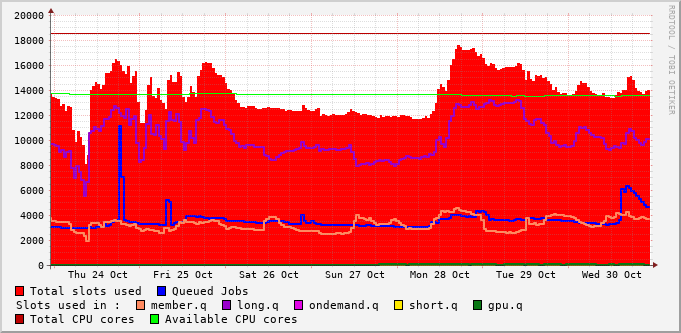 RRDTOOL / TOBI OETIKER
20000
18000
16000
14000
12000
10000
8000
6000
4000
2000
0
Thu 24 Oct Fri 25 Oct Sat 26 Oct Sun 27 Oct Mon 28 Oct Tue 29 Oct Wed 30 Oct
Total slots used Queued Jobs
Slots used in : member.q long.q ondemand.q short.q gpu.q
Total CPU cores Available CPU cores